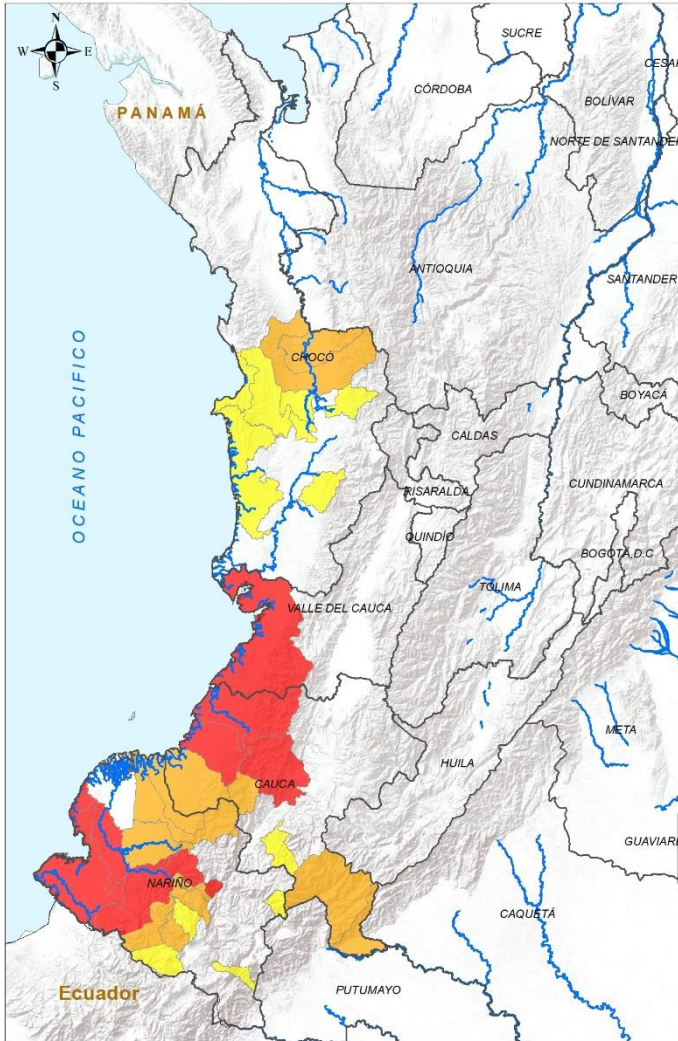 N
W E
S
SUCRE
CESAR
CÓRDOBA
BOLÍVAR
PANAMÁ
NORTE DE SANTANDER
ANTIOQUIA
SANTANDER
CHOCÓ
OCEANO PACIFICO
BOYACÁ
CALDAS
CUNDINAMARCA
RISARALDA
QUINDÍO
BOGOTÁ,D.C
TOLIMA
VALLE DEL CAUCA
META
HUILA
CAUCA
GUAVIARE
NARIÑO
CAQUETÁ
Ecuador
PUTUMAYO